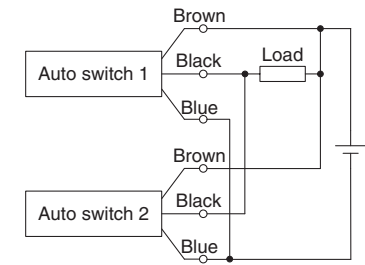 Brown
Black
Load
Auto switch 1
Blue
Brown
Black
Auto switch 2
Blue